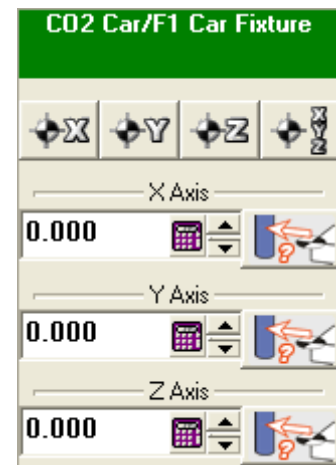 CO2 Car/F1 Car Fixture
X Y Z X Y Z
X Axis
0.000 ?
Y Axis
0.000 ?
Z Axis
0.000 ?